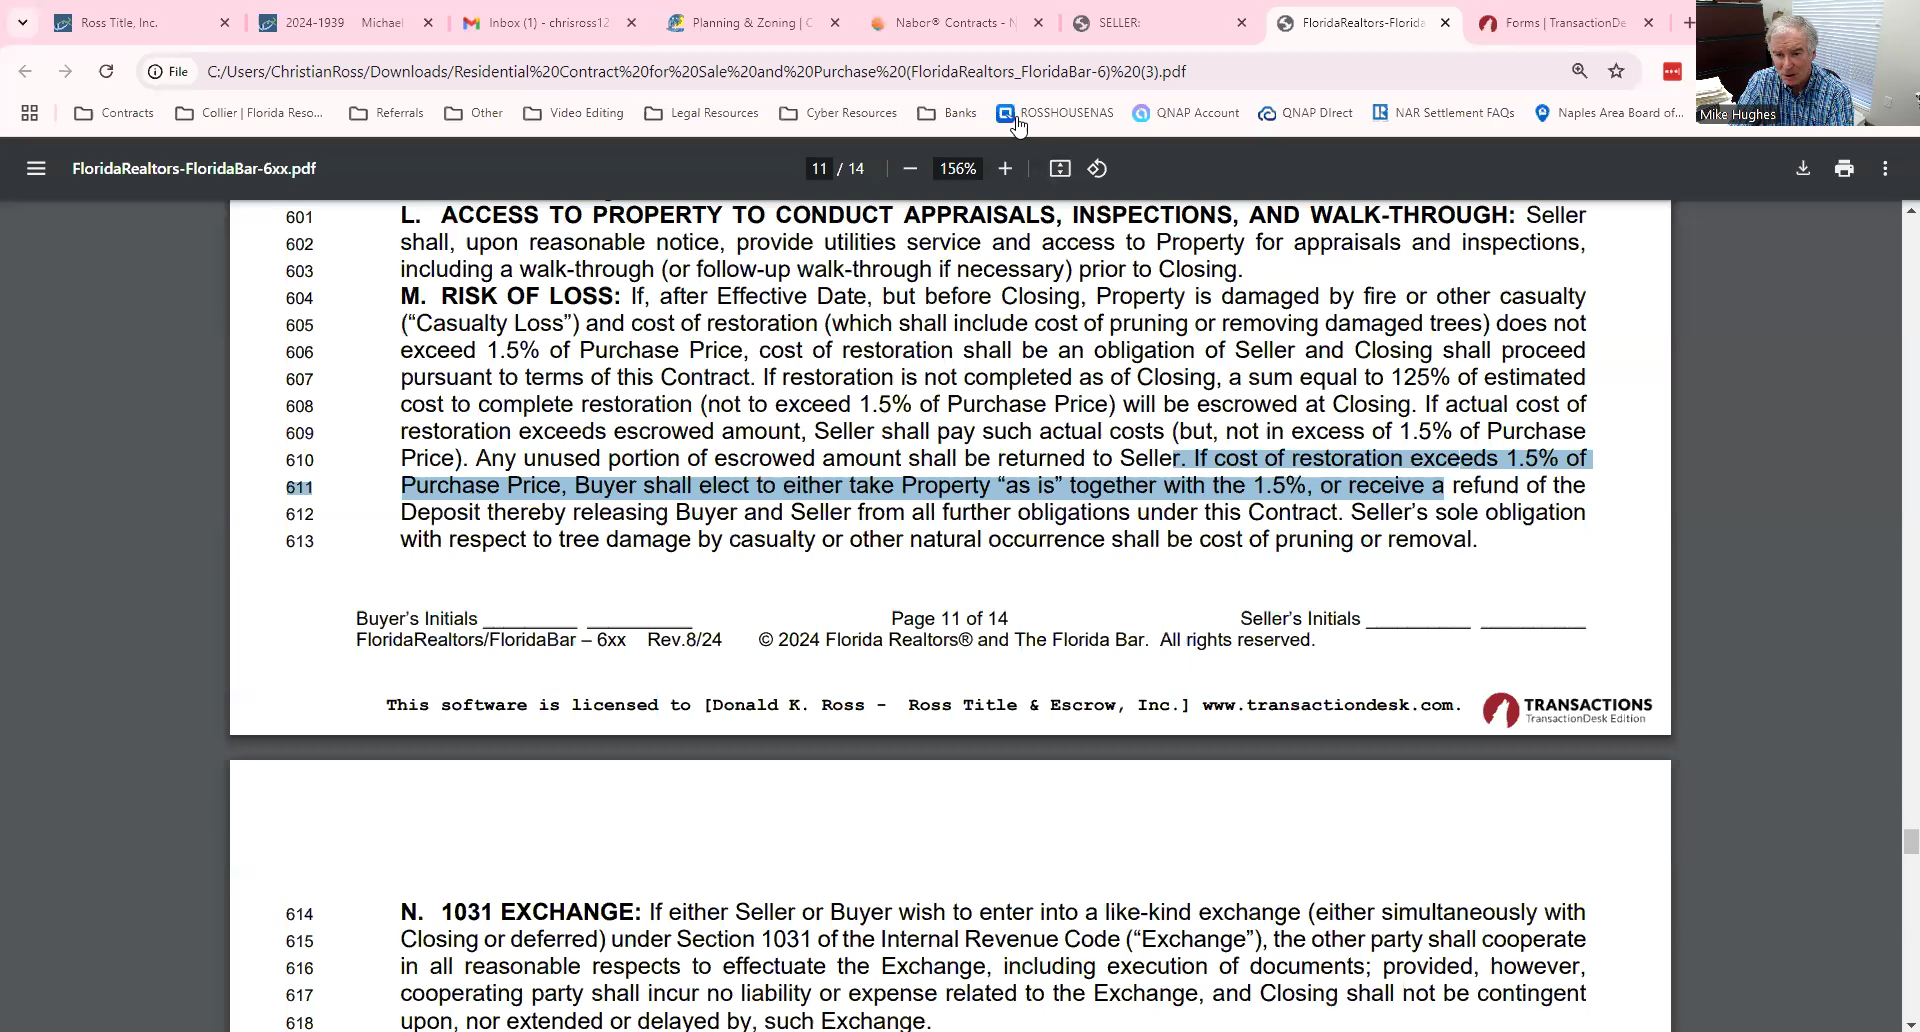 Ross Title, Inc.
2024-1939 Michael
Inbox (1) - chrisross12
Planning & Zoning | C
Nabor® Contracts - N
SELLER:
FloridaRealtors-Florida
Forms | TransactionDe
File
C:/Users/ChristianRoss/Downloads/Residential%20Contract%20for%20Sale%20and%20Purchase%20(FloridaRealtors_FloridaBar-6)%20(3).pdf
Contracts
Collier | Florida Reso...
Referrals
Other
Video Editing
Legal Resources
Cyber Resources
Banks
ROSSHOUSENAS
QNAP Account
QNAP DIrect
NAR Settlement FAQs
Naples Area Board of...
Mike Hughes
FloridaRealtors-FloridaBar-6xx.pdf
11 / 14
156%
601 L. ACCESS TO PROPERTY TO CONDUCT APPRAISALS, INSPECTIONS, AND WALK-THROUGH: Seller
602 shall, upon reasonable notice, provide utilities service and access to Property for appraisals and inspections,
603 including a walk-through (or follow-up walk-through if necessary) prior to Closing.
604 M. RISK OF LOSS: If, after Effective Date, but before Closing, Property is damaged by fire or other casualty
605 (“Casualty Loss”) and cost of restoration (which shall include cost of pruning or removing damaged trees) does not
606 exceed 1.5% of Purchase Price, cost of restoration shall be an obligation of Seller and Closing shall proceed
607 pursuant to terms of this Contract. If restoration is not completed as of Closing, a sum equal to 125% of estimated
608 cost to complete restoration (not to exceed 1.5% of Purchase Price) will be escrowed at Closing. If actual cost of
609 restoration exceeds escrowed amount, Seller shall pay such actual costs (but, not in excess of 1.5% of Purchase
610 Price). Any unused portion of escrowed amount shall be returned to Seller. If cost of restoration exceeds 1.5% of
611 Purchase Price, Buyer shall elect to either take Property “as is” together with the 1.5%, or receive a refund of the
612 Deposit thereby releasing Buyer and Seller from all further obligations under this Contract. Seller’s sole obligation
613 with respect to tree damage by casualty or other natural occurrence shall be cost of pruning or removal.
Buyer’s Initials _________ __________ Page 11 of 14 Seller’s Initials __________ __________
FloridaRealtors/FloridaBar – 6xx Rev.8/24 © 2024 Florida Realtors® and The Florida Bar. All rights reserved.
This software is licensed to [Donald K. Ross - Ross Title & Escrow, Inc.] www.transactiondesk.com.
TRANSACTIONS
TransactionDesk Edition
614 N. 1031 EXCHANGE: If either Seller or Buyer wish to enter into a like-kind exchange (either simultaneously with
615 Closing or deferred) under Section 1031 of the Internal Revenue Code (“Exchange”), the other party shall cooperate
616 in all reasonable respects to effectuate the Exchange, including execution of documents; provided, however,
617 cooperating party shall incur no liability or expense related to the Exchange, and Closing shall not be contingent
618 upon, nor extended or delayed by, such Exchange.